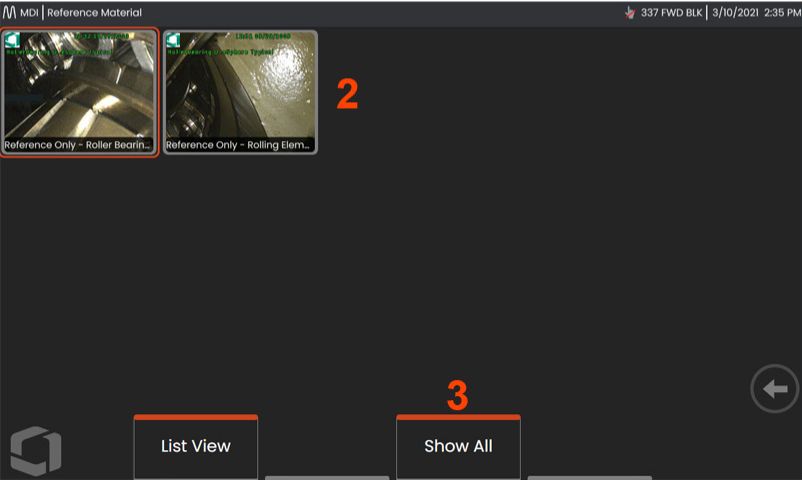 MDI | Reference Material
337 FWD BLK | 3/10/2021 2:35 PM
Reference Only - Roller Bearin...
Reference Only - Rolling Elem...
2
3
List View
Show All